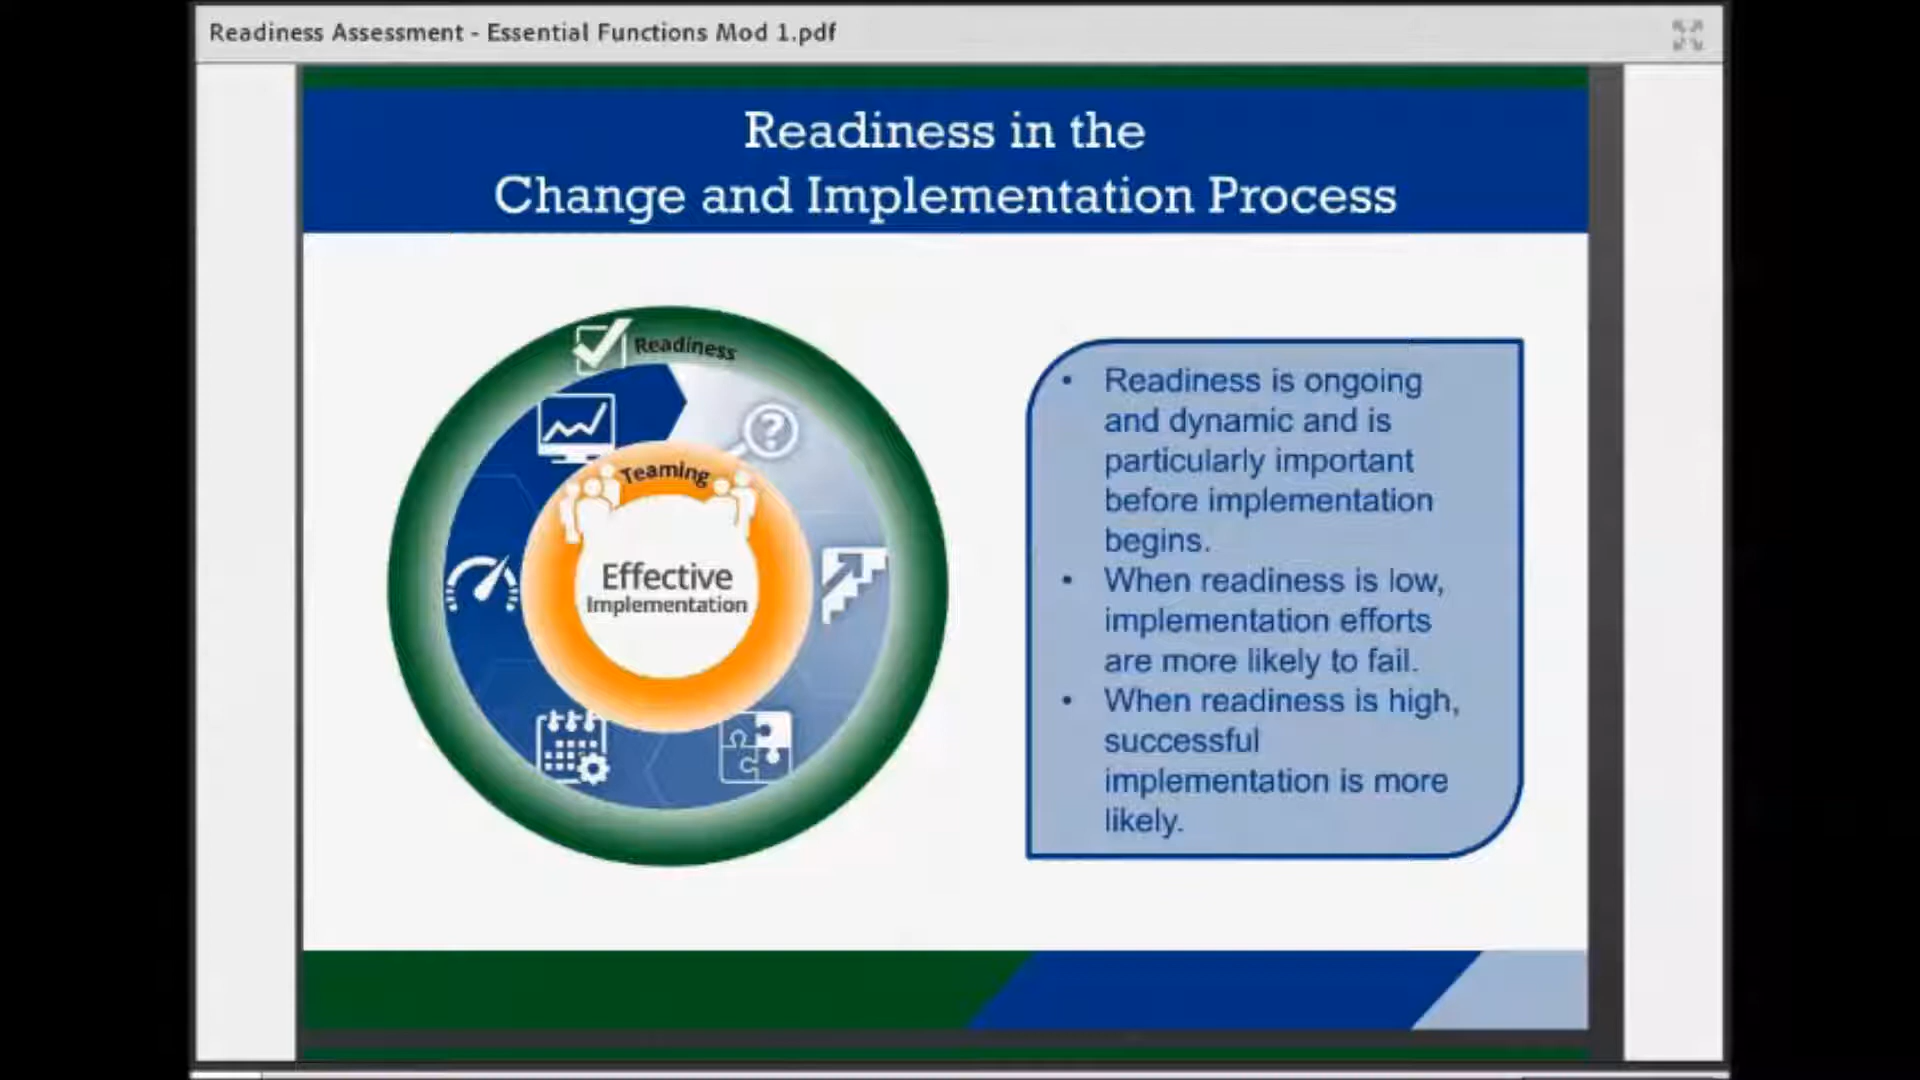 Readiness Assessment - Essential Functions Mod 1.pdf
Readiness in the
Change and Implementation Process
Readiness
Teaming
Effective
Implementation
• Readiness is ongoing
and dynamic and is
particularly important
before implementation
begins.
• When readiness is low,
implementation efforts
are more likely to fail.
• When readiness is high,
successful
implementation is more
likely.